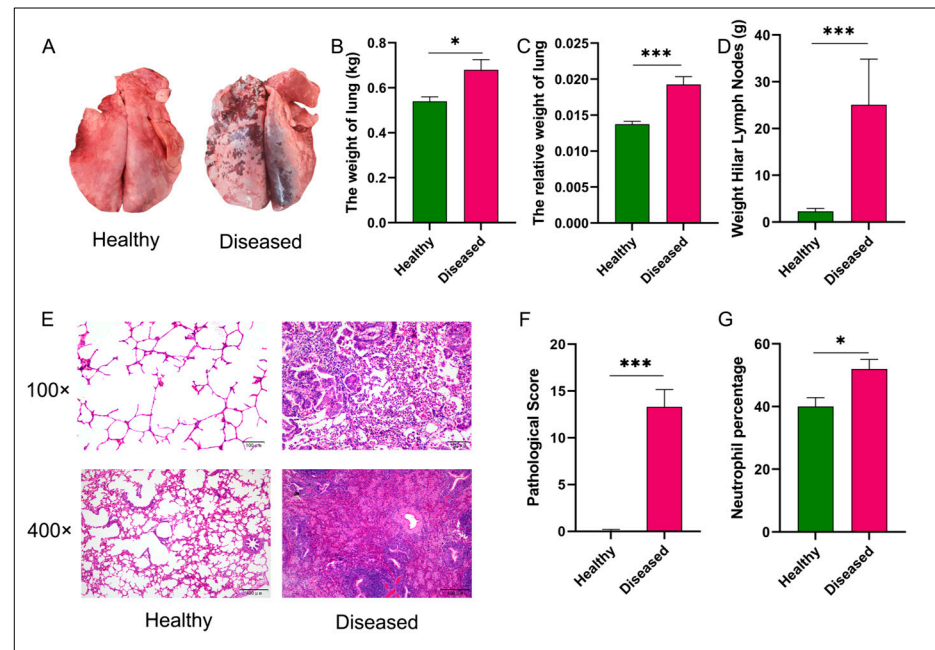 A
Healthy
Diseased
B
The weight of lung (kg)
0.8
0.6
0.4
0.2
0.0
*
Healthy
Diseased
C
The relative weight of lung
0.025
0.020
0.015
0.010
0.005
0.000
***
Healthy
Diseased
D
Weight Hilar Lymph Nodes (g)
40
30
20
10
0
***
Healthy
Diseased
E
100×
400×
Healthy
Diseased
F
Pathological Score
20
15
10
5
0
***
Healthy
Diseased
G
Neutrophil percentage
60
40
20
0
*
Healthy
Diseased